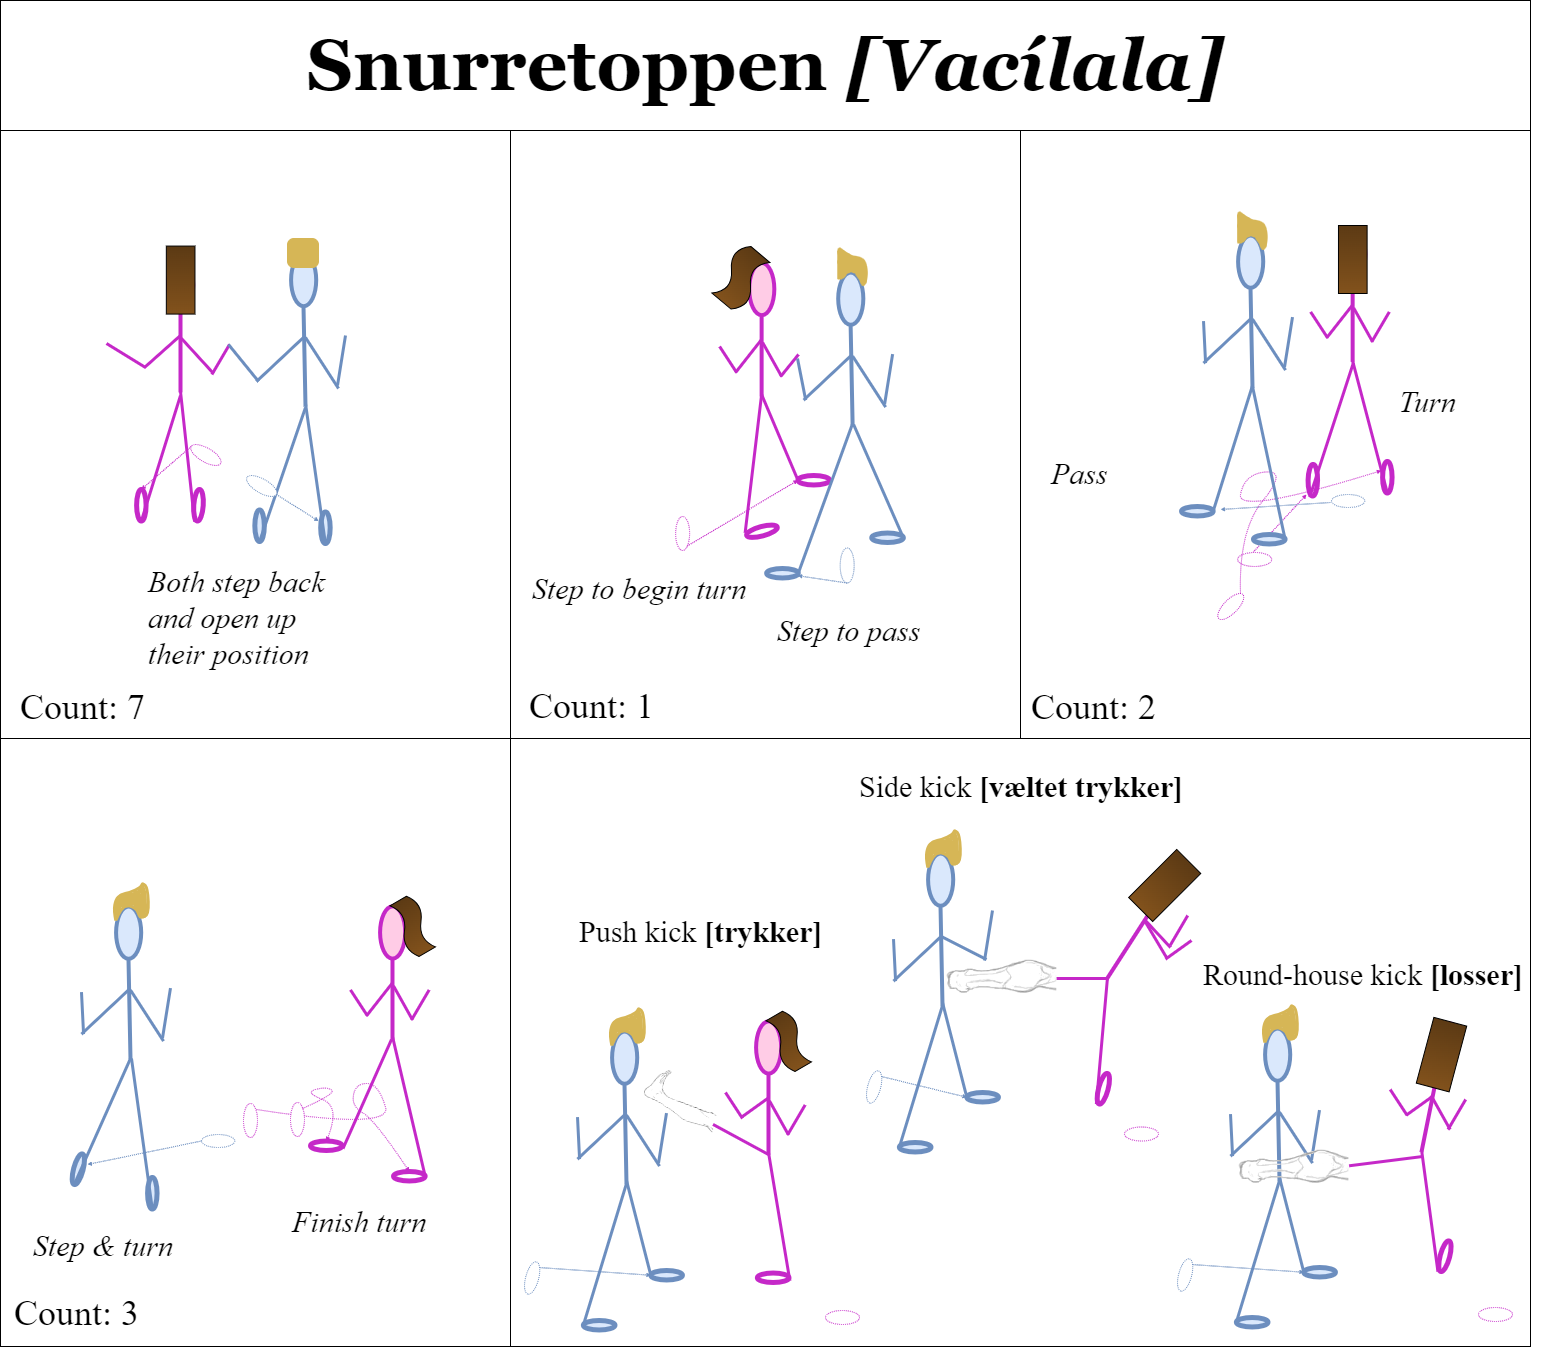 Snurretoppen [Vacílala]
Both step back
and open up
their position
Count: 7
Step to begin turn
Step to pass
Count: 1
Pass
Turn
Count: 2
Step & turn
Finish turn
Count: 3
Side kick [væltet trykker]
Push kick [trykker]
Round-house kick [losser]